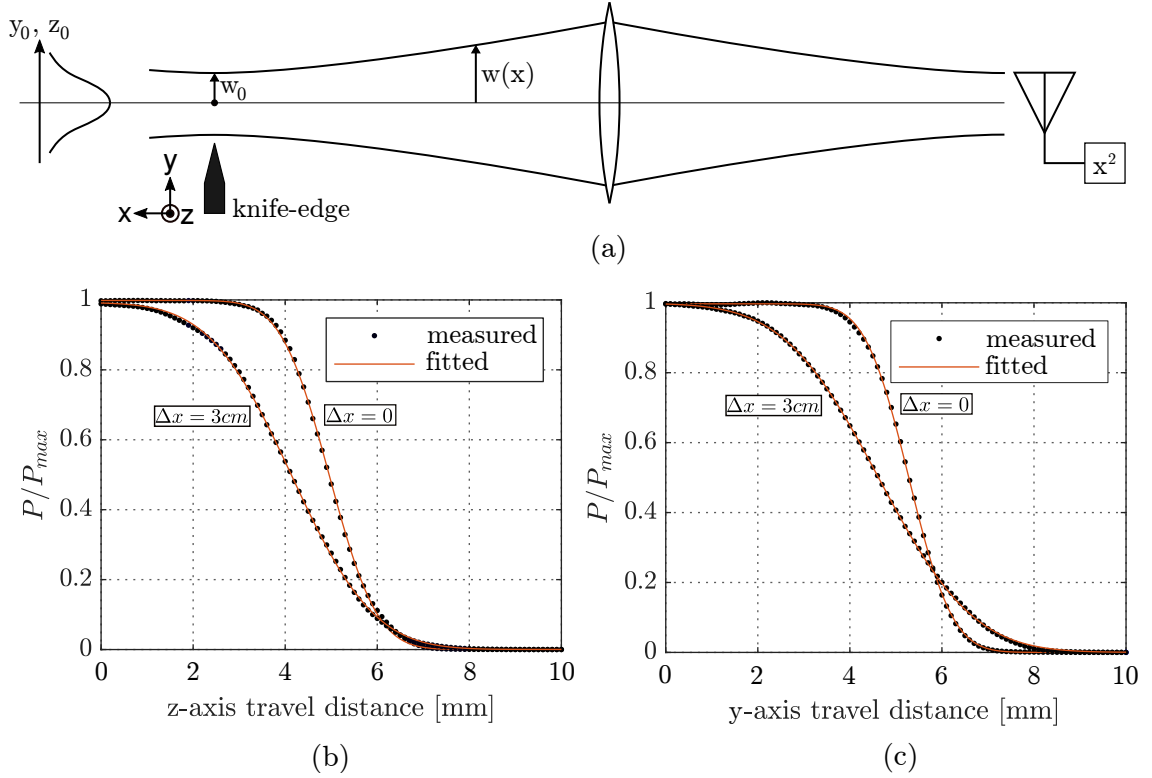 y₀, z₀
w₀
w(x)
x²
y
x
z
knife-edge
(a)
1
0.8
0.6
0.4
0.2
0
P/Pₘₐₓ
measured
fitted
Δx = 3cm
Δx = 0
0 2 4 6 8 10
z-axis travel distance [mm]
(b)
1
0.8
0.6
0.4
0.2
0
P/Pₘₐₓ
measured
fitted
Δx = 3cm
Δx = 0
0 2 4 6 8 10
y-axis travel distance [mm]
(c)